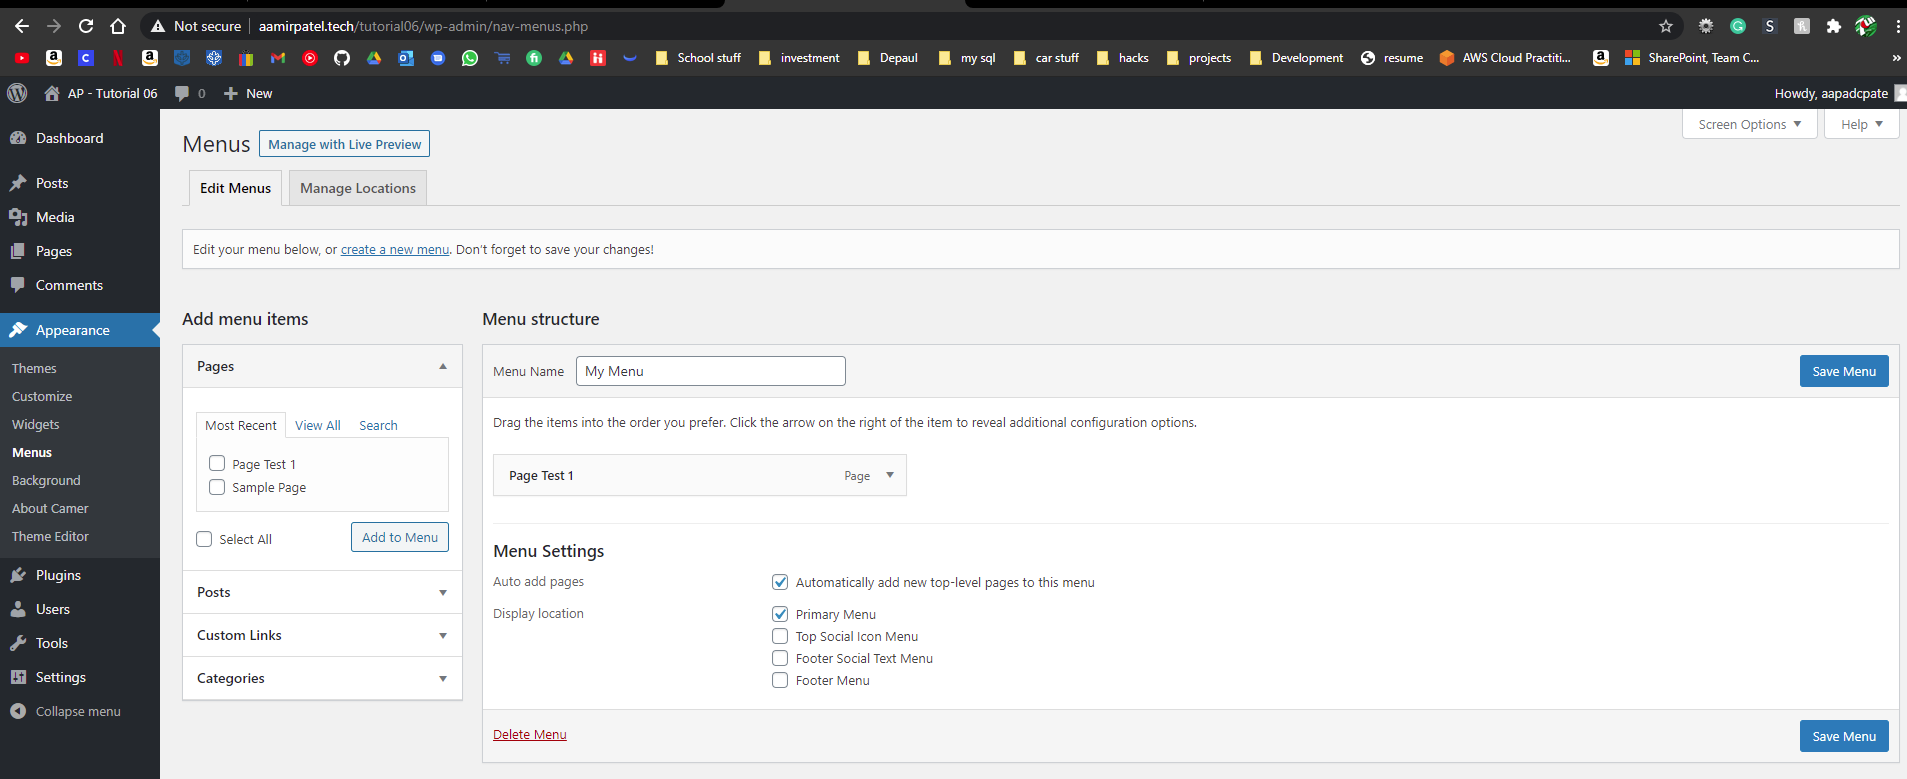 Not secure aamirpatel.tech/tutorial06/wp-admin/nav-menus.php
School stuff investment Depaul my sql car stuff hacks projects Development resume AWS Cloud Practiti... SharePoint, Team C... »
AP - Tutorial 06 0 + New Howdy, aapadcpate
Screen Options Help
Dashboard
Posts
Media
Pages
Comments
Appearance
Themes
Customize
Widgets
Menus
Background
About Camer
Theme Editor
Plugins
Users
Tools
Settings
Collapse menu
Menus Manage with Live Preview
Edit Menus Manage Locations
Edit your menu below, or create a new menu. Don't forget to save your changes!
Add menu items
Pages
Most Recent View All Search
Page Test 1
Sample Page
Select All Add to Menu
Posts
Custom Links
Categories
Menu structure
Menu Name My Menu Save Menu
Drag the items into the order you prefer. Click the arrow on the right of the item to reveal additional configuration options.
Page Test 1 Page
Menu Settings
Auto add pages Automatically add new top-level pages to this menu
Display location Primary Menu
Top Social Icon Menu
Footer Social Text Menu
Footer Menu
Delete Menu Save Menu